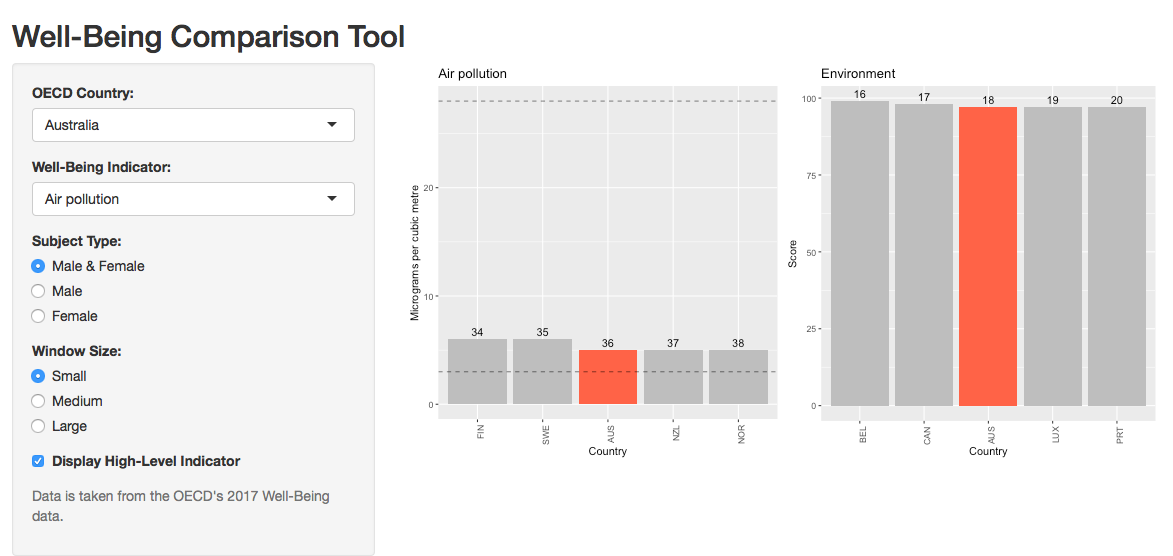 Well-Being Comparison Tool
OECD Country:
Australia
Well-Being Indicator:
Air pollution
Subject Type:
Male & Female
Male
Female
Window Size:
Small
Medium
Large
Display High-Level Indicator
Data is taken from the OECD's 2017 Well-Being
data.
Air pollution
Micrograms per cubic metre
20
10
0
34 35 36 37 38
FIN SWE AUS NZL NOR
Country
Environment
Score
100
75
50
25
0
16 17 18 19 20
BEL CAN AUS LUX PRT
Country